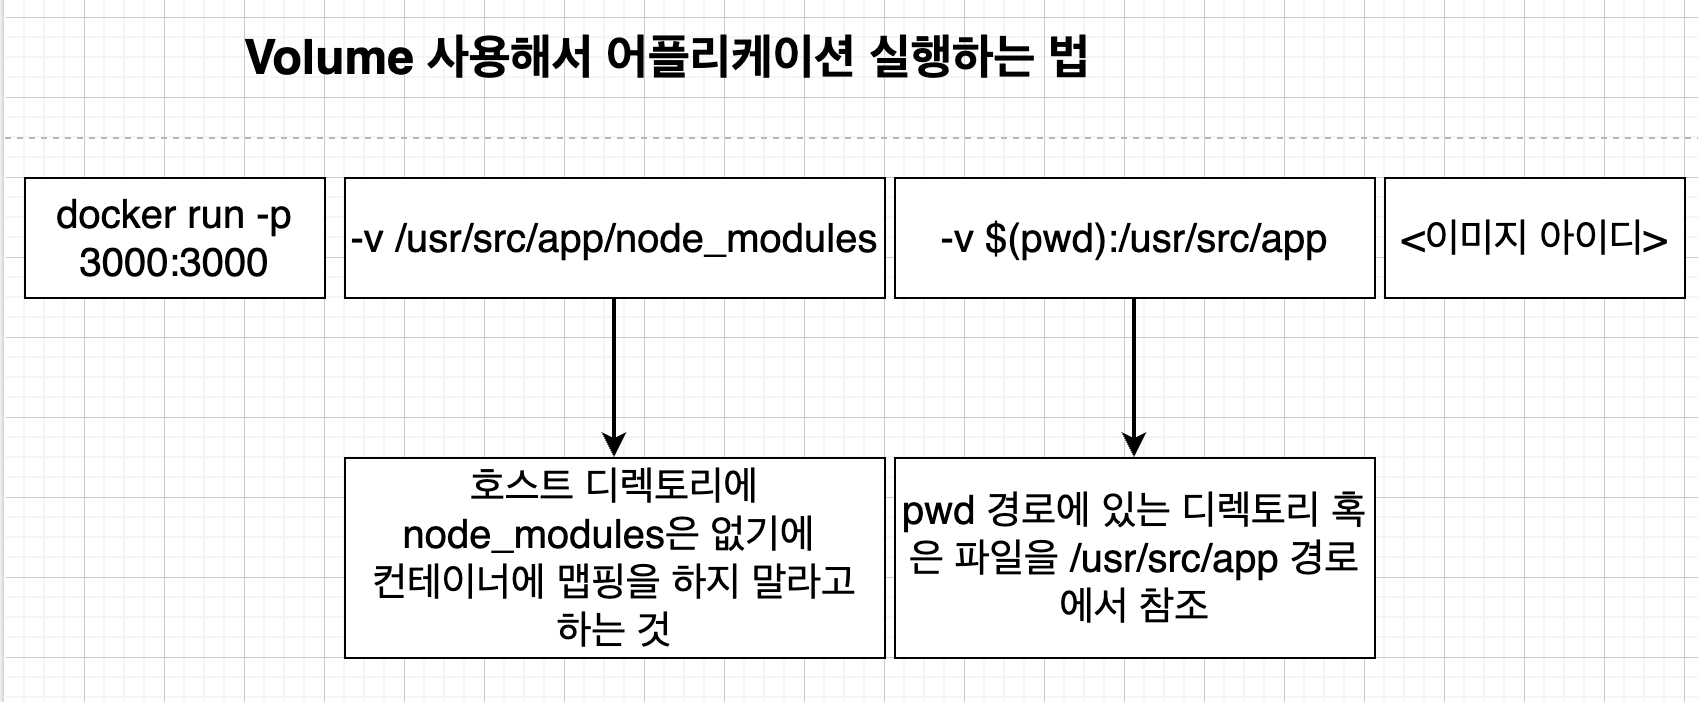 Volume 사용해서 어플리케이션 실행하는 법
docker run -p
3000:3000
-v /usr/src/app/node_modules
-v $(pwd):/usr/src/app
<이미지 아이디>
호스트 디렉토리에
node_modules은 없기에
컨테이너에 맵핑을 하지 말라고
하는 것
pwd 경로에 있는 디렉토리 혹
은 파일을 /usr/src/app 경로
에서 참조